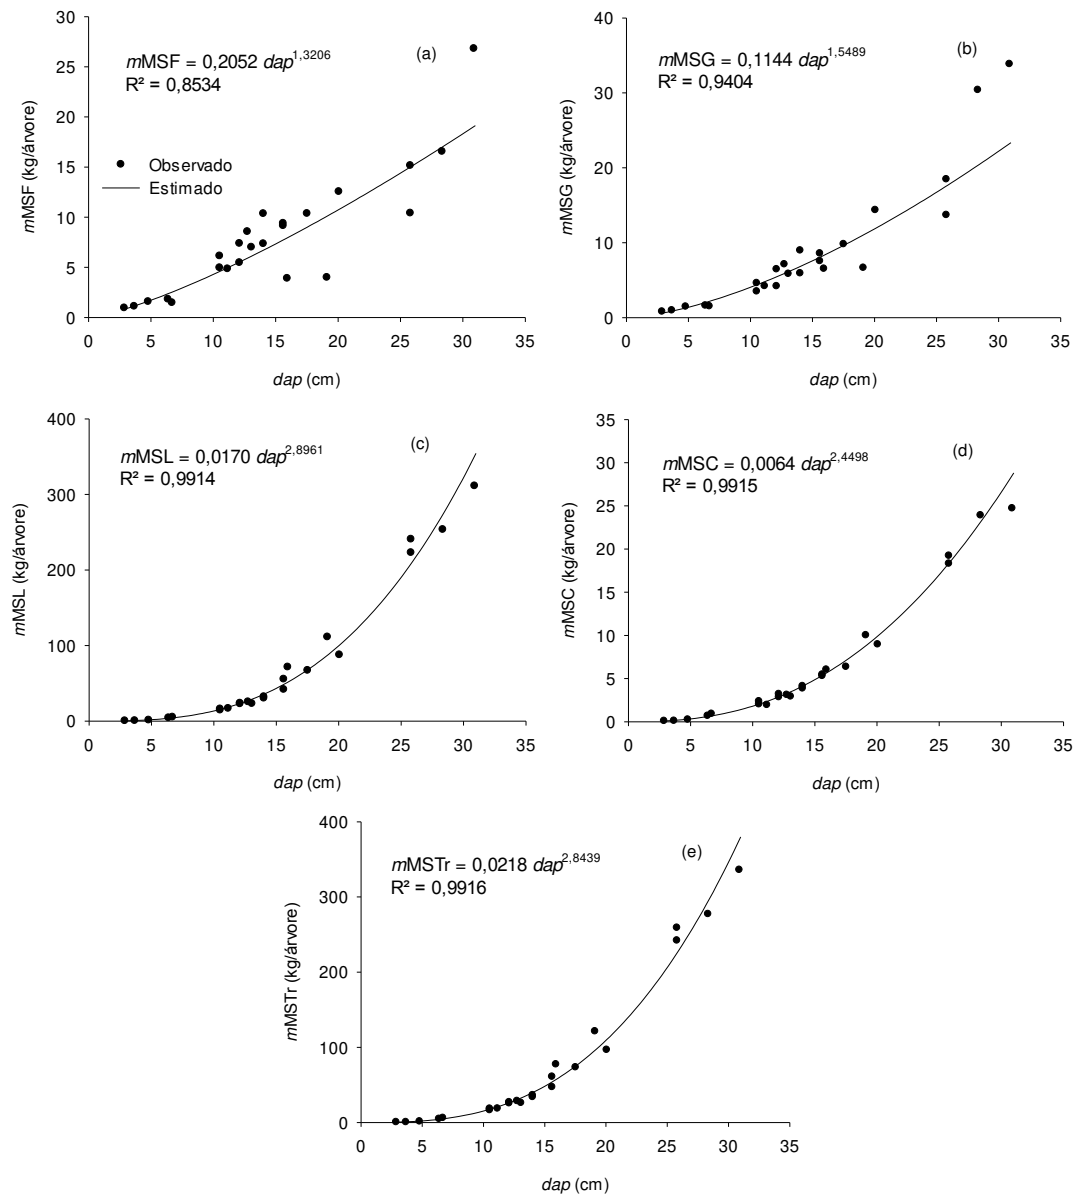 mMSF = 0,2052 dap^1,3206
R² = 0,8534
(a)
Observado
Estimado
mMSF (kg/árvore)
30
25
20
15
10
5
0
0 5 10 15 20 25 30 35
dap (cm)
mMSG = 0,1144 dap^1,5489
R² = 0,9404
(b)
mMSG (kg/árvore)
40
30
20
10
0
0 5 10 15 20 25 30 35
dap (cm)
mMSL = 0,0170 dap^2,8961
R² = 0,9914
(c)
mMSL (kg/árvore)
400
300
200
100
0
0 5 10 15 20 25 30 35
dap (cm)
mMSC = 0,0064 dap^2,4498
R² = 0,9915
(d)
mMSC (kg/árvore)
35
30
25
20
15
10
5
0
0 5 10 15 20 25 30 35
dap (cm)
mMSTr = 0,0218 dap^2,8439
R² = 0,9916
(e)
mMSTr (kg/árvore)
400
300
200
100
0
0 5 10 15 20 25 30 35
dap (cm)